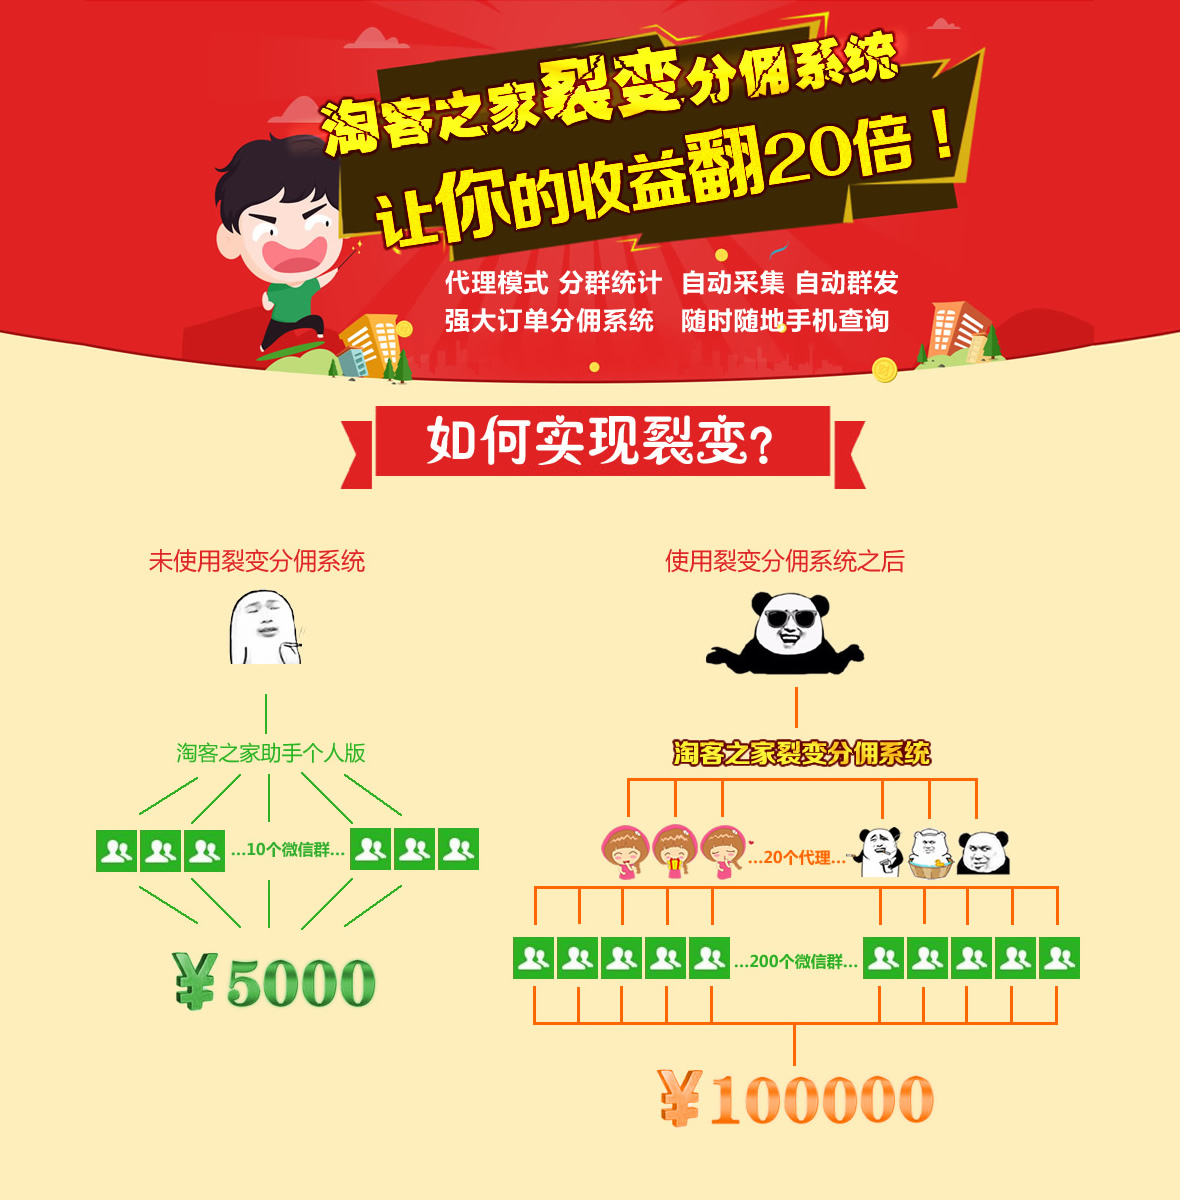 淘客之家裂变分佣系统
让你的收益翻20倍！
代理模式 分群统计 自动采集 自动群发
强大订单分佣系统 随时随地手机查询
如何实现裂变?
未使用裂变分佣系统
淘客之家助手个人版
...10个微信群...
¥5000
使用裂变分佣系统之后
淘客之家裂变分佣系统
...20个代理...
...200个微信群...
¥100000